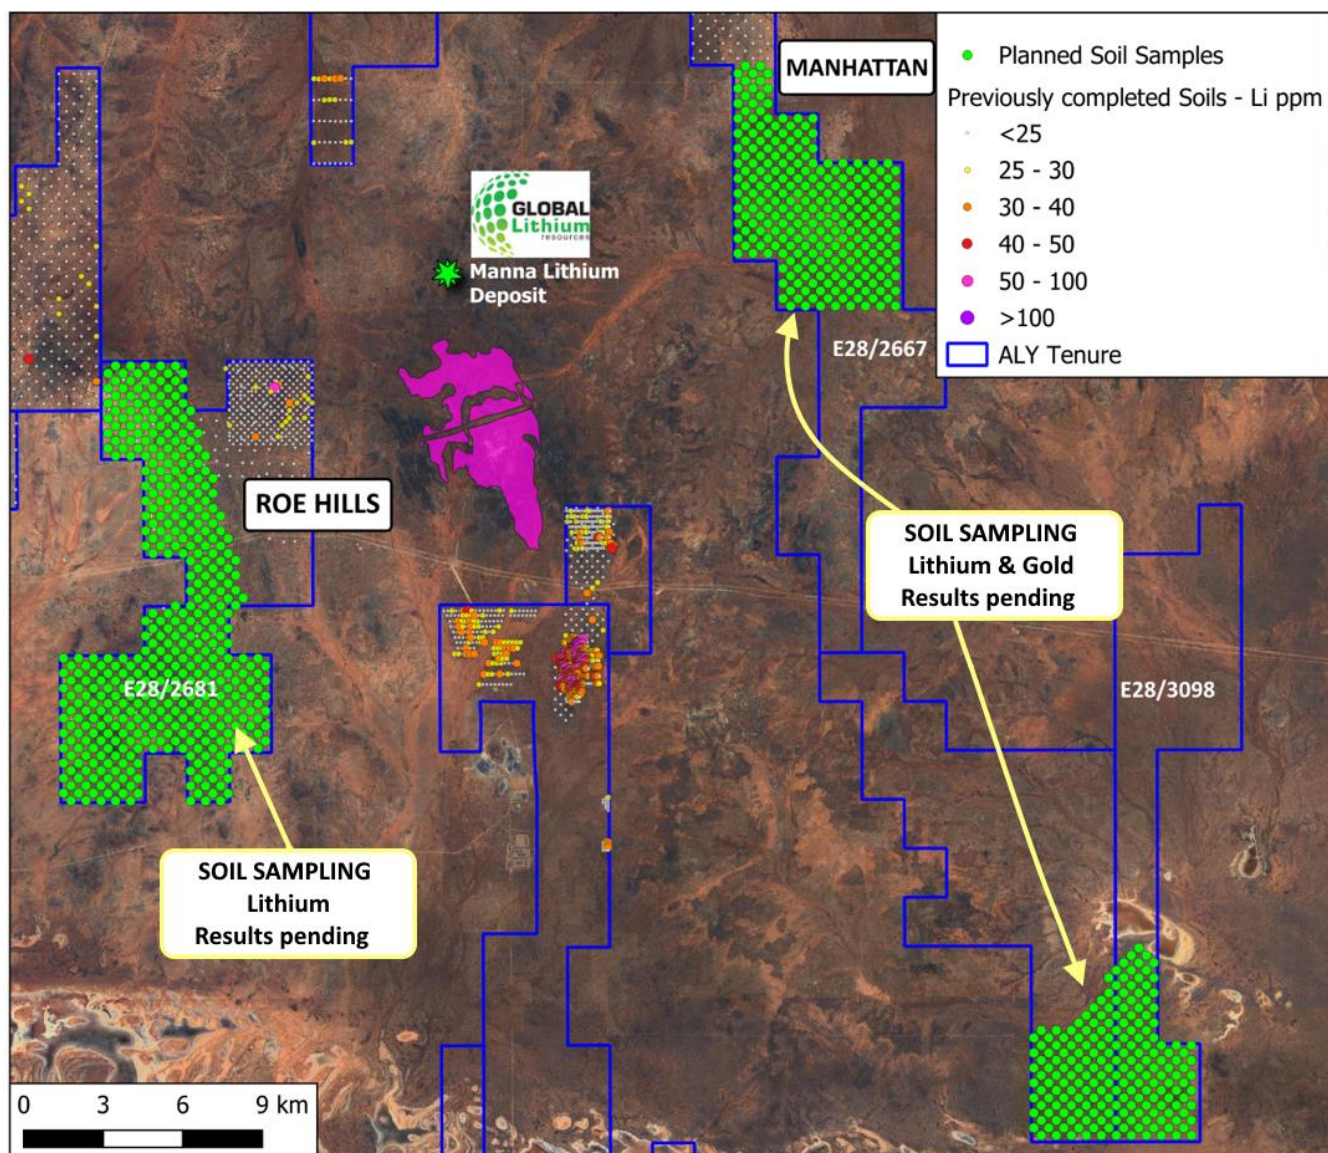 MANHATTAN
Planned Soil Samples
Previously completed Soils - Li ppm
<25
25 - 30
30 - 40
40 - 50
50 - 100
>100
ALY Tenure
GLOBAL
Lithium
resources
Manna Lithium
Deposit
E28/2667
ROE HILLS
SOIL SAMPLING
Lithium & Gold
Results pending
E28/2681
E28/3098
SOIL SAMPLING
Lithium
Results pending
0 3 6 9 km